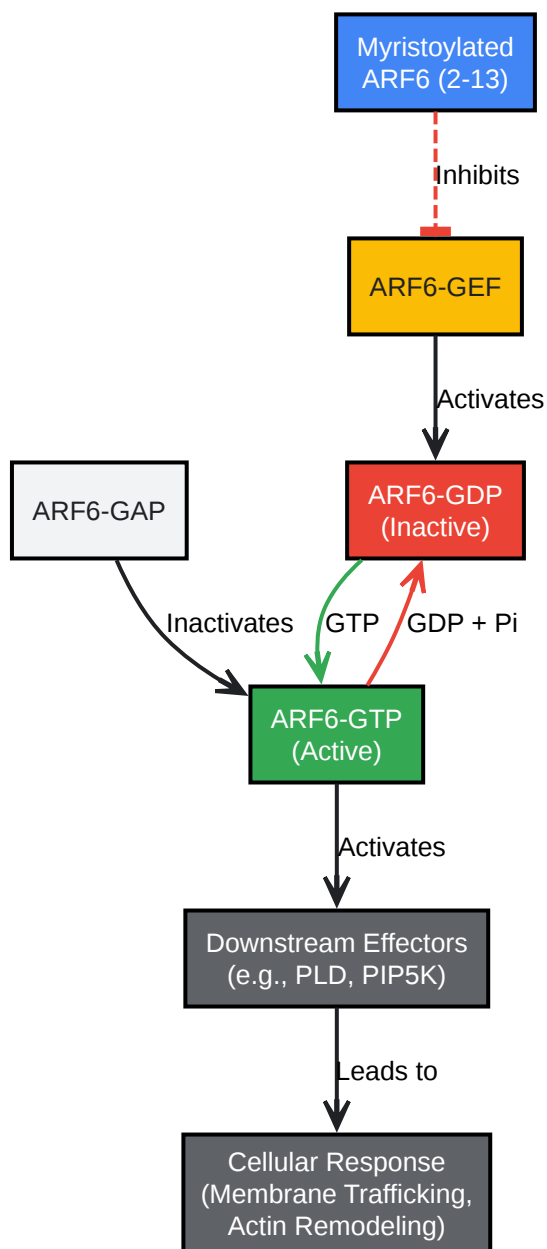 Myristoylated
ARF6 (2-13)
Inhibits
ARF6-GEF
Activates
ARF6-GAP
ARF6-GDP
(Inactive)
Inactivates
GTP
GDP + Pi
ARF6-GTP
(Active)
Activates
Downstream Effectors
(e.g., PLD, PIP5K)
Leads to
Cellular Response
(Membrane Trafficking,
Actin Remodeling)